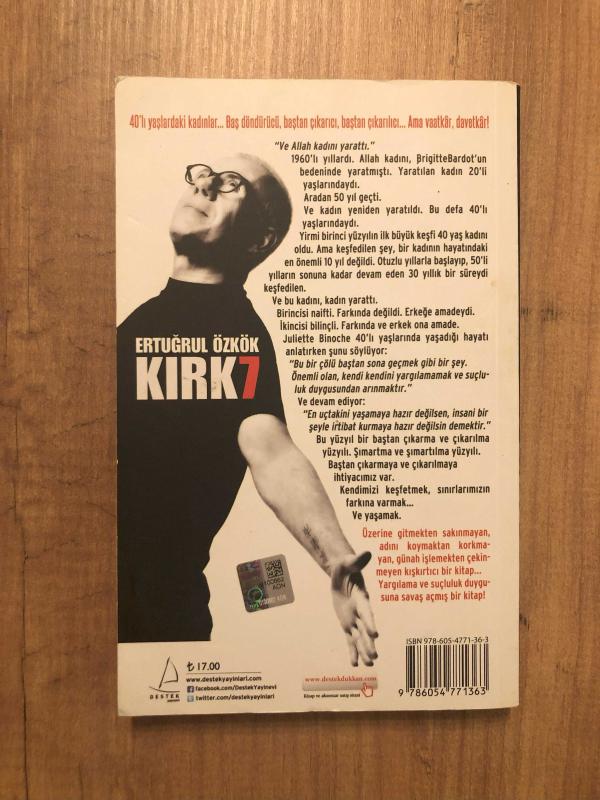 40'lı yaşlardaki kadınlar... Baş döndürücü, baştan çıkarıcı, baştan çıkarılıcı... Ama vaatkâr, davetkâr!
"Ve Allah kadını yarattı."
1960'lı yıllardı. Allah kadını, BrigitteBardot'un
bedeninde yaratmıştı. Yaratılan kadın 20'li
yaşlarındaydı.
Aradan 50 yıl geçti.
Ve kadın yeniden yaratıldı. Bu defa 40'lı
yaşlarındaydı.
Yirmi birinci yüzyılın ilk büyük keşfi 40 yaş kadını
oldu. Ama keşfedilen şey, bir kadının hayatındaki
en önemli 10 yıl değildi. Otuzlu yıllarla başlayıp, 50'li
yılların sonuna kadar devam eden 30 yıllık bir süreydi
keşfedilen.
Ve bu kadını, kadın yarattı.
Birincisi naifti. Farkında değildi. Erkeğe amadeydi.
İkincisi bilinçli. Farkında ve erkek ona amade.
Juliette Binoche 40'lı yaşlarında yaşadığı hayatı
anlatırken şunu söylüyor:
"Bu bir çölü baştan sona geçmek gibi bir şey.
Önemli olan, kendi kendini yargılamamak ve suçlu-
luk duygusundan arınmaktır."
Ve devam ediyor:
"En uçtakini yaşamaya hazır değilsen, insani bir
şeyle irtibat kurmaya hazır değilsin demektir."
Bu yüzyıl bir baştan çıkarma ve çıkarılma
yüzyılı. Şımartma ve şımartılma yüzyılı.
Baştan çıkarmaya ve çıkarılmaya
ihtiyacımız var.
Kendimizi keşfetmek, sınırlarımızın
farkına varmak...
Ve yaşamak.
ERTUĞRUL ÖZKÖK
KIRK7
Üzerine gitmekten sakınmayan,
adını koymaktan korkma-
yan, günah işlemekten çekin-
meyen kışkırtıcı bir kitap...
Yargılama ve suçluluk duygu-
suna savaş açmış bir kitap!
ISBN 978-605-4771-36-3
9 786054 771363
₺ 17.00
www.destekyayinlari.com
facebook.com/DestekYayinevi
twitter.com/destekyayinlari
DESTEK
www.destekdukkan.com
Kitap ve aksesuar satış sitesi